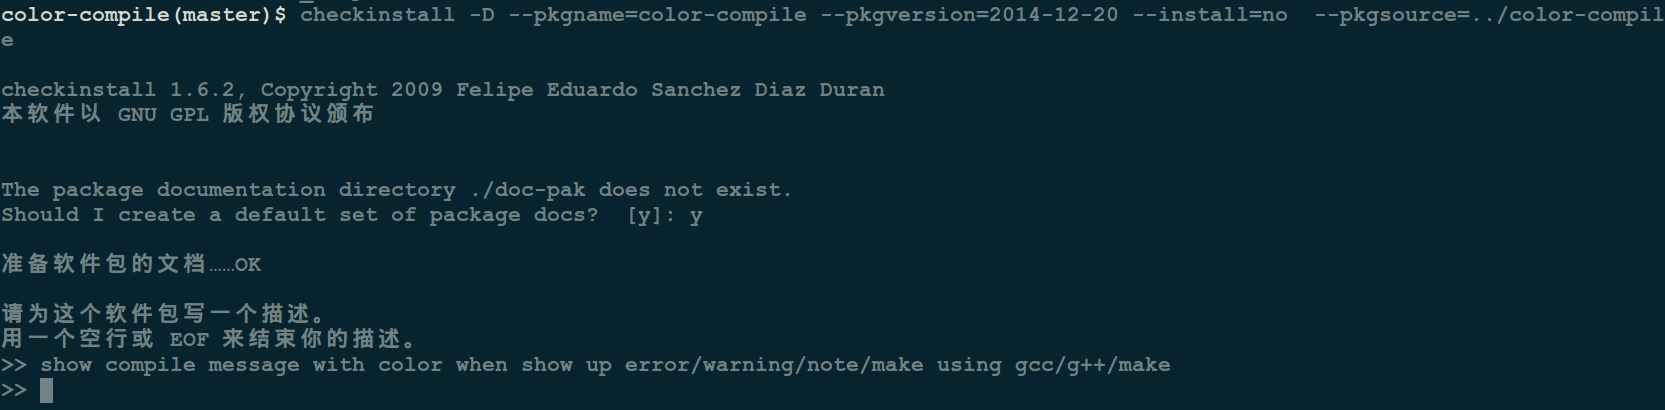 color-compile(master)$ checkinstall -D --pkgname=color-compile --pkgversion=2014-12-20 --install=no  --pkgsource=../color-compil
e
checkinstall 1.6.2, Copyright 2009 Felipe Eduardo Sanchez Diaz Duran
本软件以 GNU GPL 版权协议颁布
The package documentation directory ./doc-pak does not exist.
Should I create a default set of package docs?  [y]: y
准备软件包的文档……OK
请为这个软件包写一个描述。
用一个空行或 EOF 来结束你的描述。
>> show compile message with color when show up error/warning/note/make using gcc/g++/make
>>